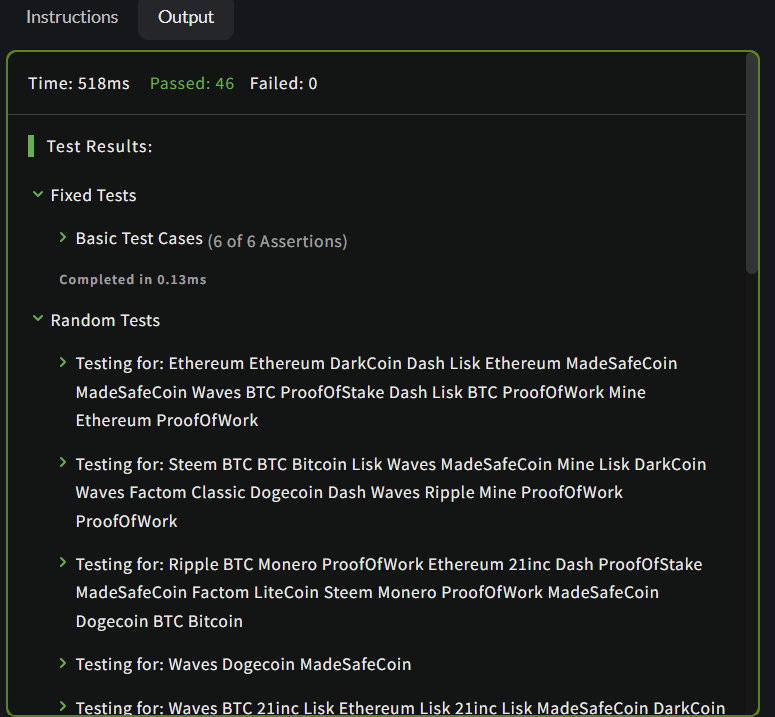 Instructions Output
Time: 518ms Passed: 46 Failed: 0
Test Results:
Fixed Tests
Basic Test Cases (6 of 6 Assertions)
Completed in 0.13ms
Random Tests
Testing for: Ethereum Ethereum DarkCoin Dash Lisk Ethereum MadeSafeCoin
MadeSafeCoin Waves BTC ProofOfStake Dash Lisk BTC ProofOfWork Mine
Ethereum ProofOfWork
Testing for: Steem BTC BTC Bitcoin Lisk Waves MadeSafeCoin Mine Lisk DarkCoin
Waves Factom Classic Dogecoin Dash Waves Ripple Mine ProofOfWork
ProofOfWork
Testing for: Ripple BTC Monero ProofOfWork Ethereum 21inc Dash ProofOfStake
MadeSafeCoin Factom LiteCoin Steem Monero ProofOfWork MadeSafeCoin
Dogecoin BTC Bitcoin
Testing for: Waves Dogecoin MadeSafeCoin
Testing for: Waves BTC 21inc Lisk Ethereum Lisk 21inc Lisk MadeSafeCoin DarkCoin